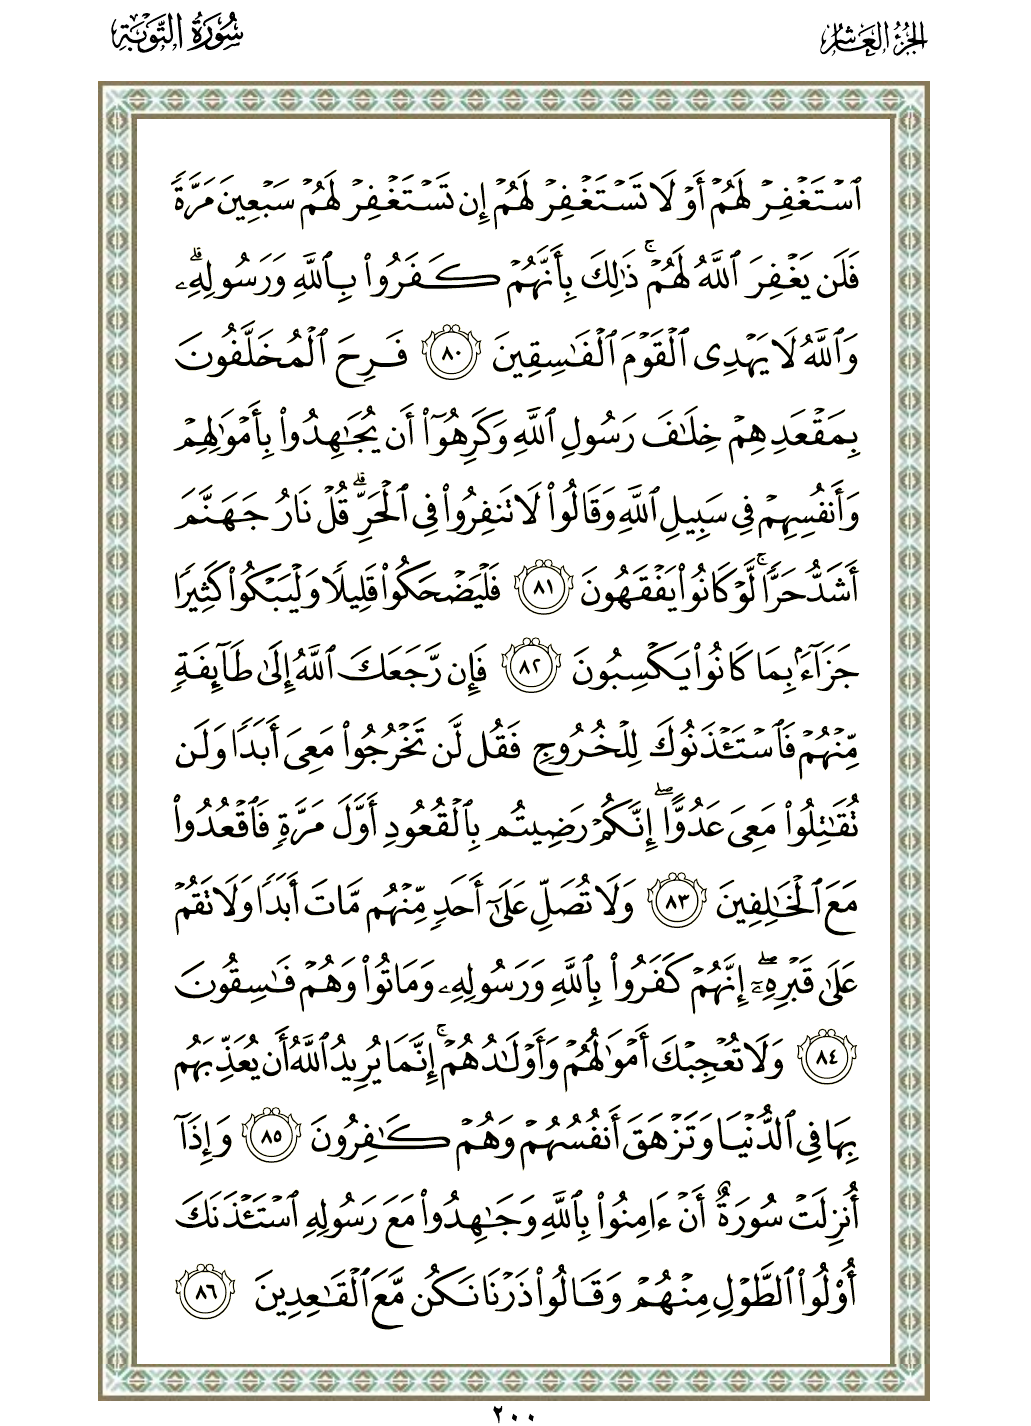 الجزء العاشر
سورة التوبة
ٱسْتَغْفِرْ لَهُمْ أَوْ لَا تَسْتَغْفِرْ لَهُمْ إِن تَسْتَغْفِرْ لَهُمْ سَبْعِينَ مَرَّةً
فَلَن يَغْفِرَ ٱللَّهُ لَهُمْ ۚ ذَٰلِكَ بِأَنَّهُمْ كَفَرُوا۟ بِٱللَّهِ وَرَسُولِهِۦ ۗ
وَٱللَّهُ لَا يَهْدِى ٱلْقَوْمَ ٱلْفَـٰسِقِينَ ٨٠ فَرِحَ ٱلْمُخَلَّفُونَ
بِمَقْعَدِهِمْ خِلَـٰفَ رَسُولِ ٱللَّهِ وَكَرِهُوٓا۟ أَن يُجَـٰهِدُوا۟ بِأَمْوَٰلِهِمْ
وَأَنفُسِهِمْ فِى سَبِيلِ ٱللَّهِ وَقَالُوا۟ لَا تَنفِرُوا۟ فِى ٱلْحَرِّ ۗ قُلْ نَارُ جَهَنَّمَ
أَشَدُّ حَرًّا ۚ لَّوْ كَانُوا۟ يَفْقَهُونَ ٨١ فَلْيَضْحَكُوا۟ قَلِيلًا وَلْيَبْكُوا۟ كَثِيرًا
جَزَآءًۢ بِمَا كَانُوا۟ يَكْسِبُونَ ٨٢ فَإِن رَّجَعَكَ ٱللَّهُ إِلَىٰ طَآئِفَةٍ
مِّنْهُمْ فَٱسْتَـْٔذَنُوكَ لِلْخُرُوجِ فَقُل لَّن تَخْرُجُوا۟ مَعِىَ أَبَدًا وَلَن
تُقَـٰتِلُوا۟ مَعِىَ عَدُوًّا ۖ إِنَّكُمْ رَضِيتُم بِٱلْقُعُودِ أَوَّلَ مَرَّةٍ فَٱقْعُدُوا۟
مَعَ ٱلْخَـٰلِفِينَ ٨٣ وَلَا تُصَلِّ عَلَىٰٓ أَحَدٍ مِّنْهُم مَّاتَ أَبَدًا وَلَا تَقُمْ
عَلَىٰ قَبْرِهِۦٓ ۖ إِنَّهُمْ كَفَرُوا۟ بِٱللَّهِ وَرَسُولِهِۦ وَمَاتُوا۟ وَهُمْ فَـٰسِقُونَ
٨٤ وَلَا تُعْجِبْكَ أَمْوَٰلُهُمْ وَأَوْلَـٰدُهُمْ ۚ إِنَّمَا يُرِيدُ ٱللَّهُ أَن يُعَذِّبَهُم
بِهَا فِى ٱلدُّنْيَا وَتَزْهَقَ أَنفُسُهُمْ وَهُمْ كَـٰفِرُونَ ٨٥ وَإِذَآ
أُنزِلَتْ سُورَةٌ أَنْ ءَامِنُوا۟ بِٱللَّهِ وَجَـٰهِدُوا۟ مَعَ رَسُولِهِ ٱسْتَـْٔذَنَكَ
أُو۟لُوا۟ ٱلطَّوْلِ مِنْهُمْ وَقَالُوا۟ ذَرْنَا نَكُن مَّعَ ٱلْقَـٰعِدِينَ ٨٦
٢٠٠